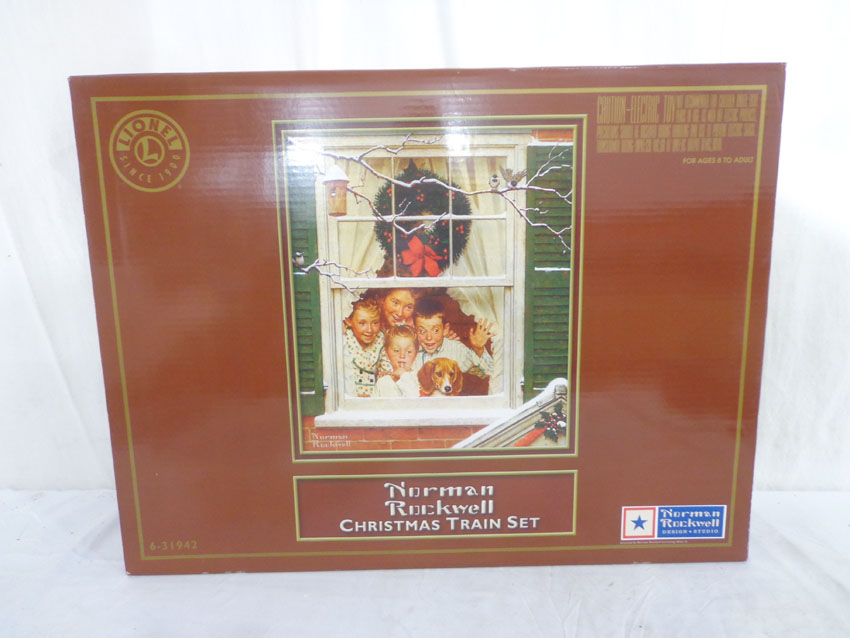 LIONEL
SINCE 1900
L
CAUTION-ELECTRIC TOY
FOR AGES 8 TO ADULT
Norman
Rockwell
Norman
Rockwell
CHRISTMAS TRAIN SET
6-31942
Norman
Rockwell
DESIGN ★ STUDIO